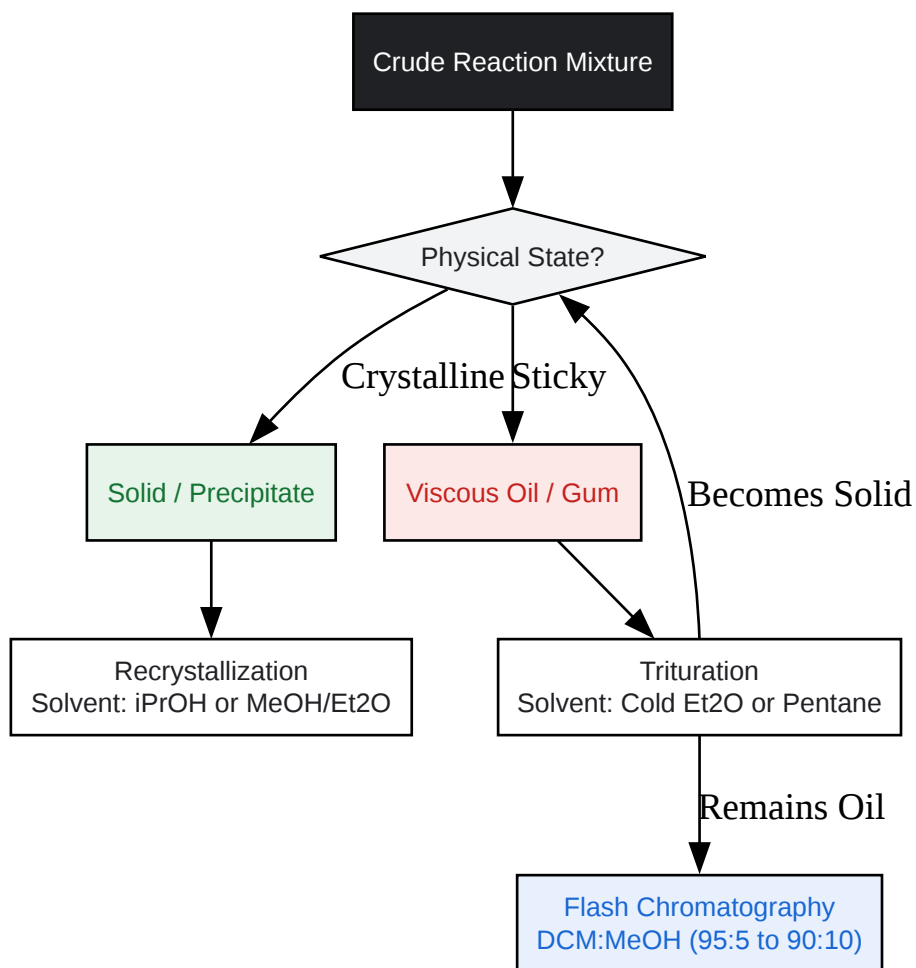 Crude Reaction Mixture
Physical State?
Crystalline
Sticky
Solid / Precipitate
Viscous Oil / Gum
Becomes Solid
Recrystallization
Solvent: iPrOH or MeOH/Et2O
Trituration
Solvent: Cold Et2O or Pentane
Remains Oil
Flash Chromatography
DCM:MeOH (95:5 to 90:10)